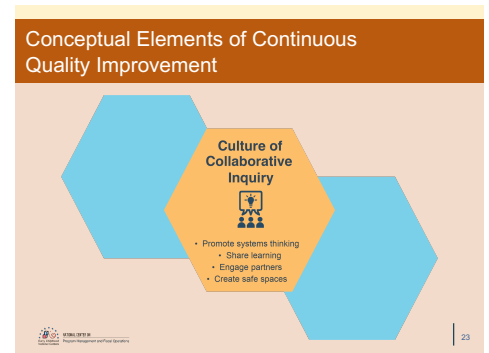 Conceptual Elements of Continuous
Quality Improvement
Culture of
Collaborative
Inquiry
• Promote systems thinking
• Share learning
• Engage partners
• Create safe spaces
NATIONAL CENTER ON
Program Management and Fiscal Operations
23